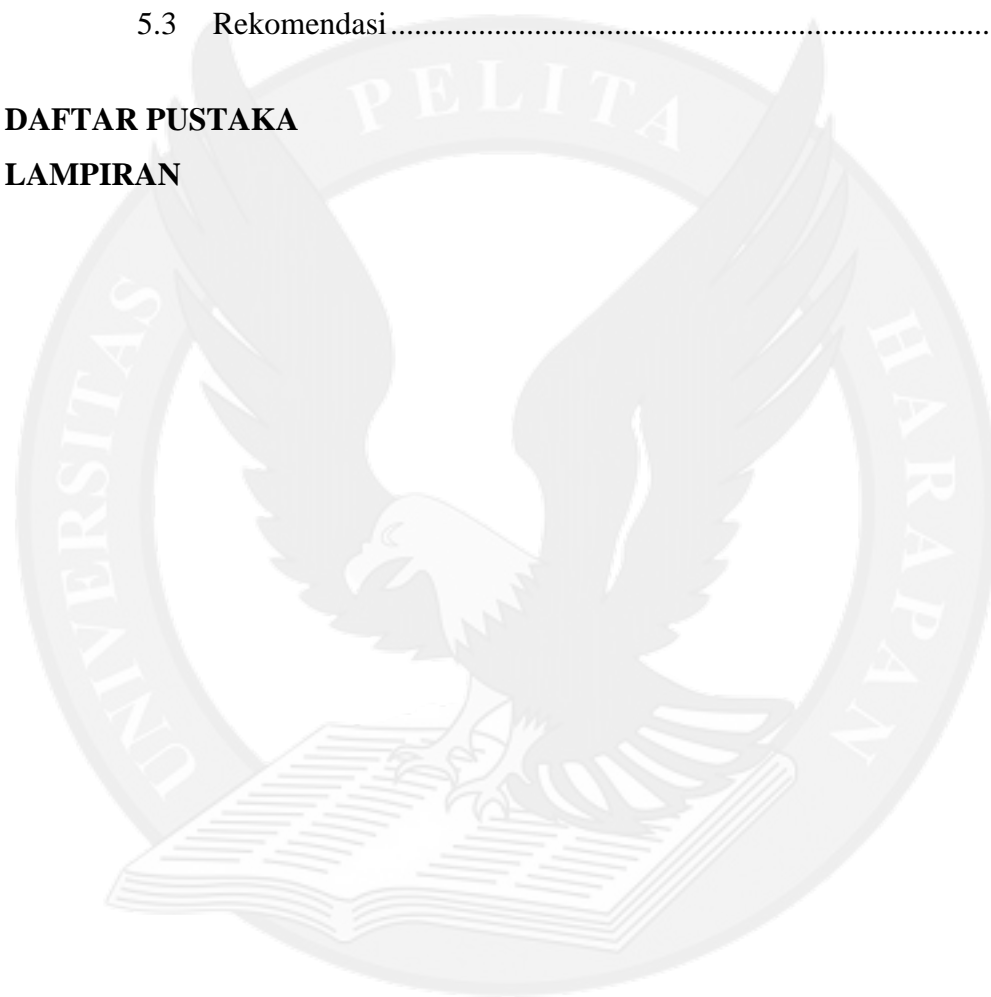 5.3 Rekomendasi..........................................................................
DAFTAR PUSTAKA
LAMPIRAN
UNIVERSITAS PELITA HARAPAN